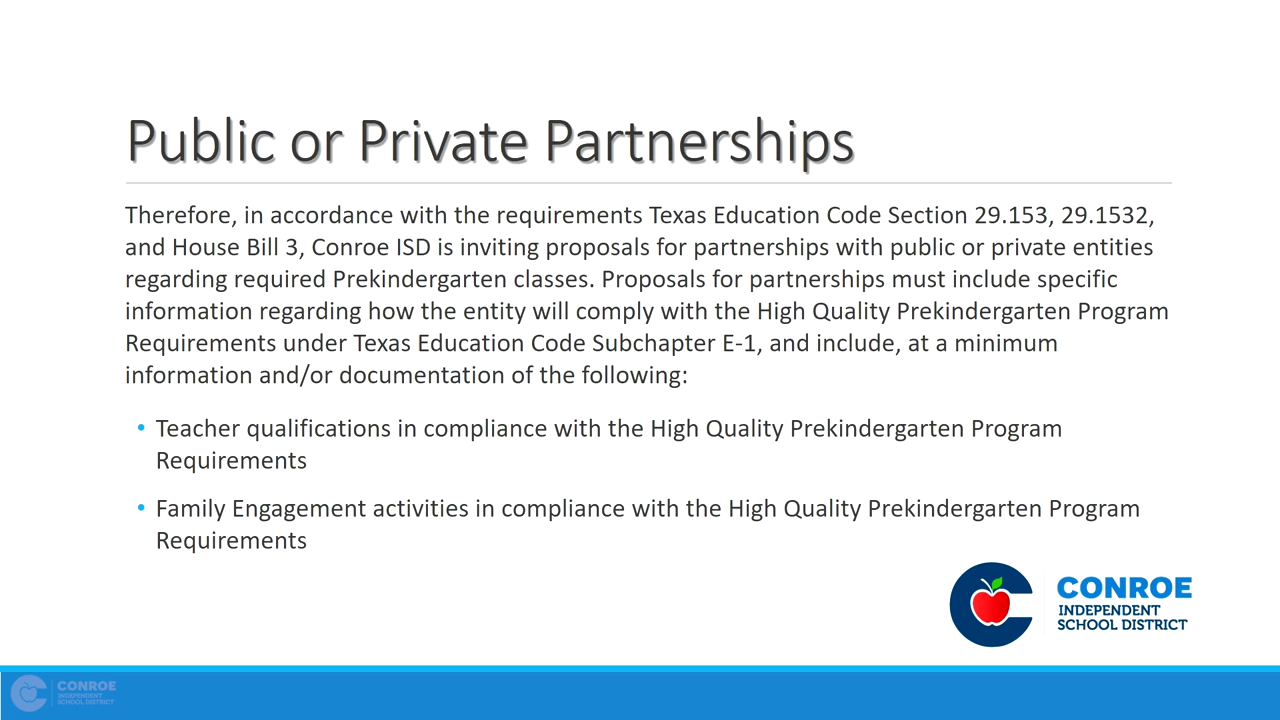 Public or Private Partnerships
Therefore, in accordance with the requirements Texas Education Code Section 29.153, 29.1532,
and House Bill 3, Conroe ISD is inviting proposals for partnerships with public or private entities
regarding required Prekindergarten classes. Proposals for partnerships must include specific
information regarding how the entity will comply with the High Quality Prekindergarten Program
Requirements under Texas Education Code Subchapter E-1, and include, at a minimum
information and/or documentation of the following:
• Teacher qualifications in compliance with the High Quality Prekindergarten Program
Requirements
• Family Engagement activities in compliance with the High Quality Prekindergarten Program
Requirements
CONROE
INDEPENDENT
SCHOOL DISTRICT
CONROE
INDEPENDENT
SCHOOL DISTRICT